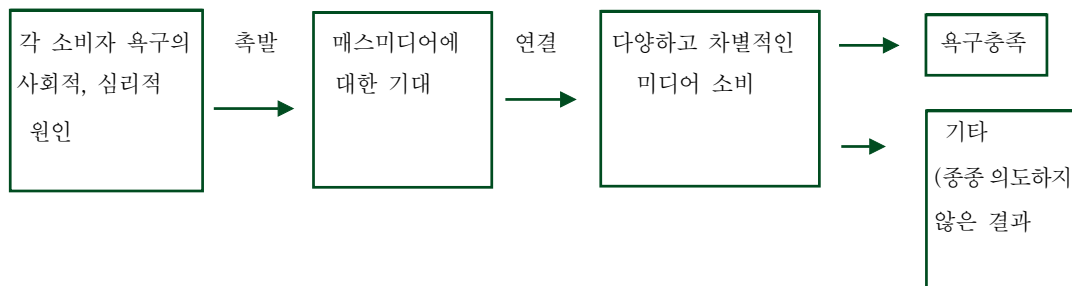 각 소비자 욕구의
사회적, 심리적
원인
촉발
매스미디어에
대한 기대
연결
다양하고 차별적인
미디어 소비
욕구충족
기타
(종종 의도하지
않은 결과